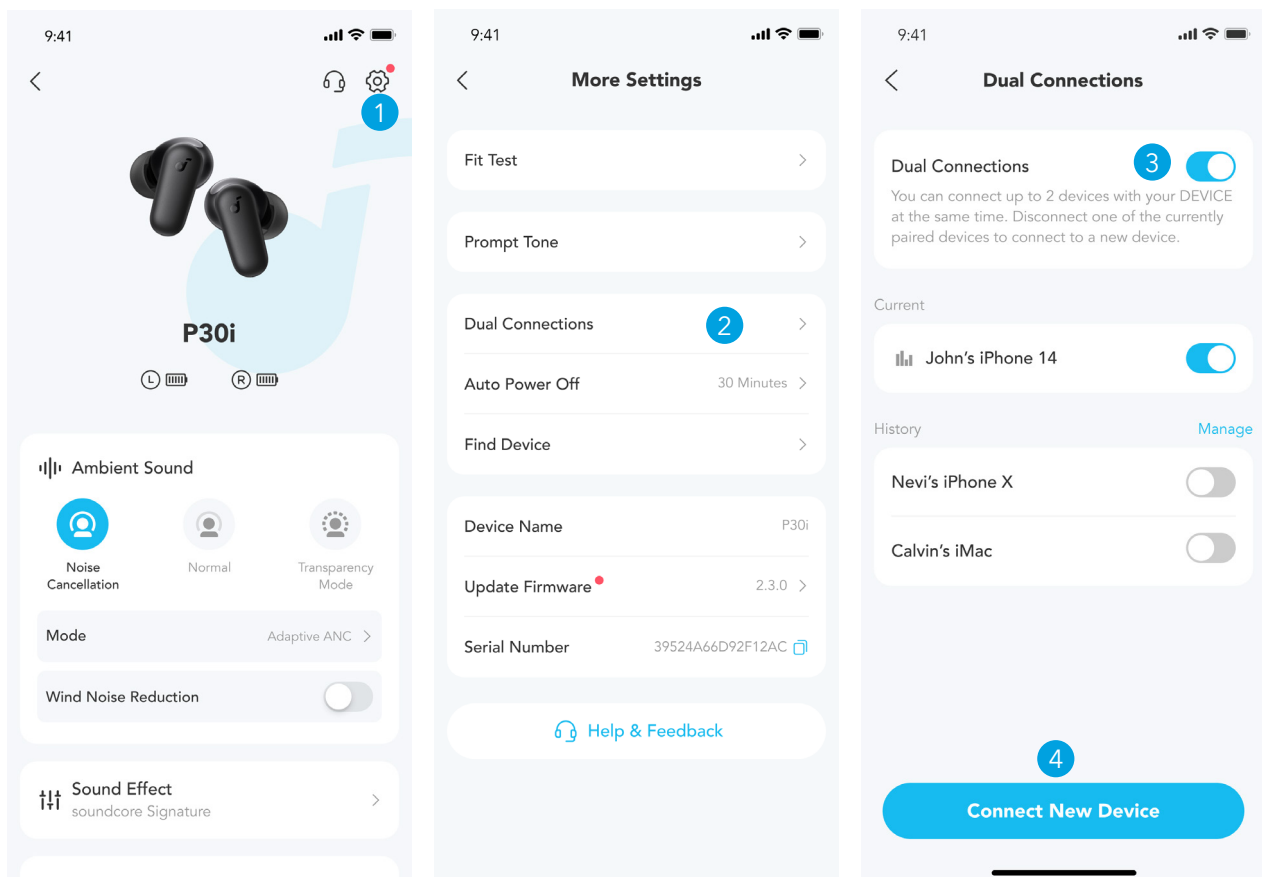 9:41
1
P30i
L
R
Ambient Sound
Noise
Cancellation
Normal
Transparency
Mode
Mode Adaptive ANC
Wind Noise Reduction
Sound Effect
soundcore Signature
9:41
More Settings
Fit Test
Prompt Tone
Dual Connections 2
Auto Power Off 30 Minutes
Find Device
Device Name P30i
Update Firmware 2.3.0
Serial Number 39524A66D92F12AC
Help & Feedback
9:41
Dual Connections
Dual Connections 3
You can connect up to 2 devices with your DEVICE
at the same time. Disconnect one of the currently
paired devices to connect to a new device.
Current
John's iPhone 14
History Manage
Nevi's iPhone X
Calvin's iMac
4
Connect New Device